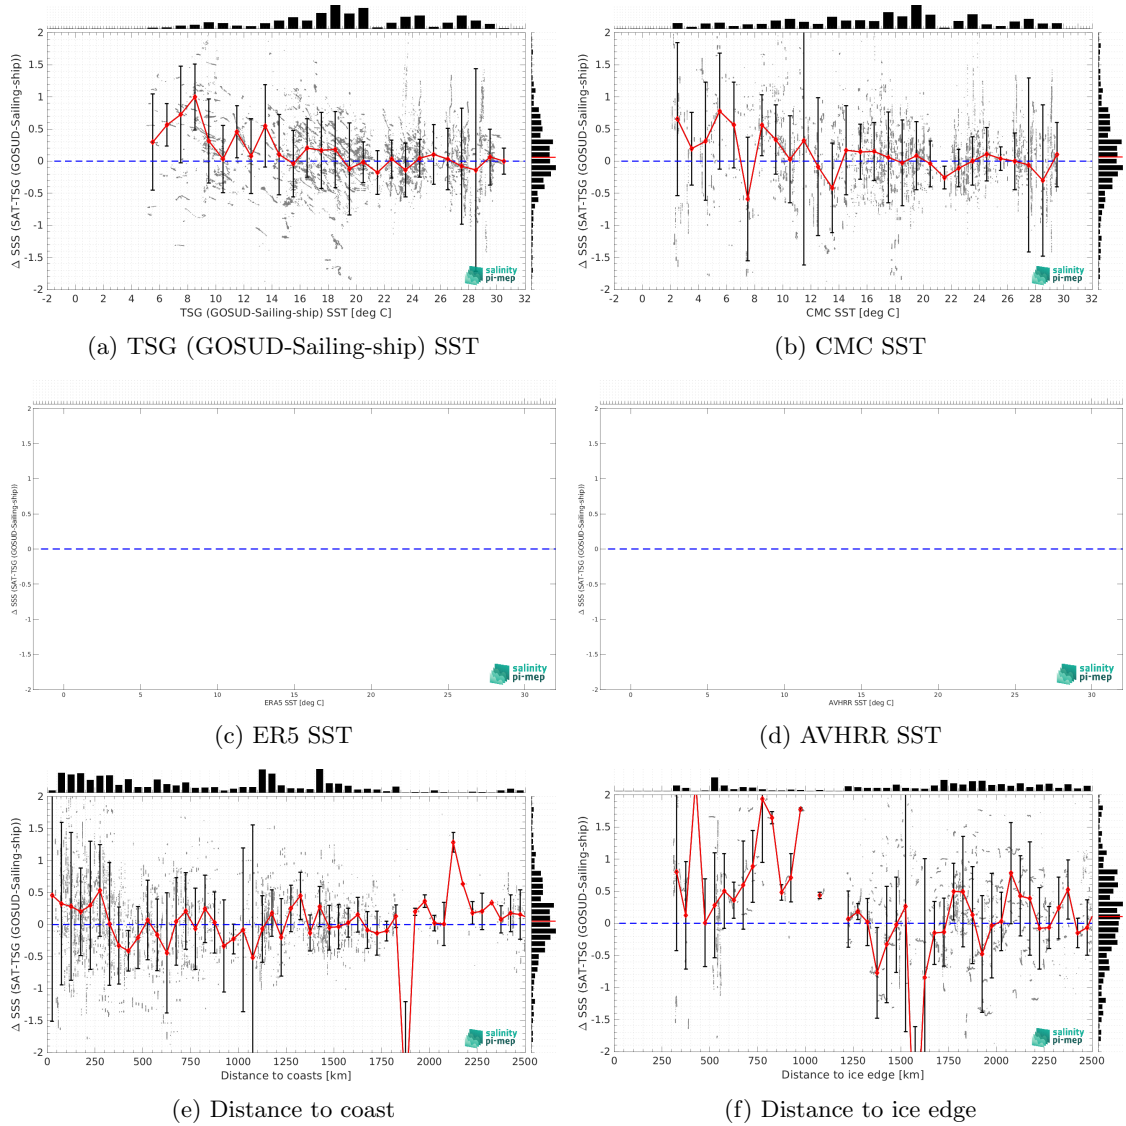 2
1.5
1
0.5
0
-0.5
-1
-1.5
-2
Δ SSS (SAT-TSG (GOSUD-Sailing-ship))
-2 0 2 4 6 8 10 12 14 16 18 20 22 24 26 28 30 32
TSG (GOSUD-Sailing-ship) SST [deg C]
salinity
pi-mep
(a) TSG (GOSUD-Sailing-ship) SST
2
1.5
1
0.5
0
-0.5
-1
-1.5
-2
Δ SSS (SAT-TSG (GOSUD-Sailing-ship))
-2 0 2 4 6 8 10 12 14 16 18 20 22 24 26 28 30 32
CMC SST [deg C]
salinity
pi-mep
(b) CMC SST
2
1.5
1
0.5
0
-0.5
-1
-1.5
-2
Δ SSS (SAT-TSG (GOSUD-Sailing-ship))
0 5 10 15 20 25 30
ERA5 SST [deg C]
salinity
pi-mep
(c) ER5 SST
2
1.5
1
0.5
0
-0.5
-1
-1.5
-2
Δ SSS (SAT-TSG (GOSUD-Sailing-ship))
0 5 10 15 20 25 30
AVHRR SST [deg C]
salinity
pi-mep
(d) AVHRR SST
2
1.5
1
0.5
0
-0.5
-1
-1.5
-2
Δ SSS (SAT-TSG (GOSUD-Sailing-ship))
0 250 500 750 1000 1250 1500 1750 2000 2250 2500
Distance to coasts [km]
salinity
pi-mep
(e) Distance to coast
2
1.5
1
0.5
0
-0.5
-1
-1.5
-2
Δ SSS (SAT-TSG (GOSUD-Sailing-ship))
0 250 500 750 1000 1250 1500 1750 2000 2250 2500
Distance to ice edge [km]
salinity
pi-mep
(f) Distance to ice edge